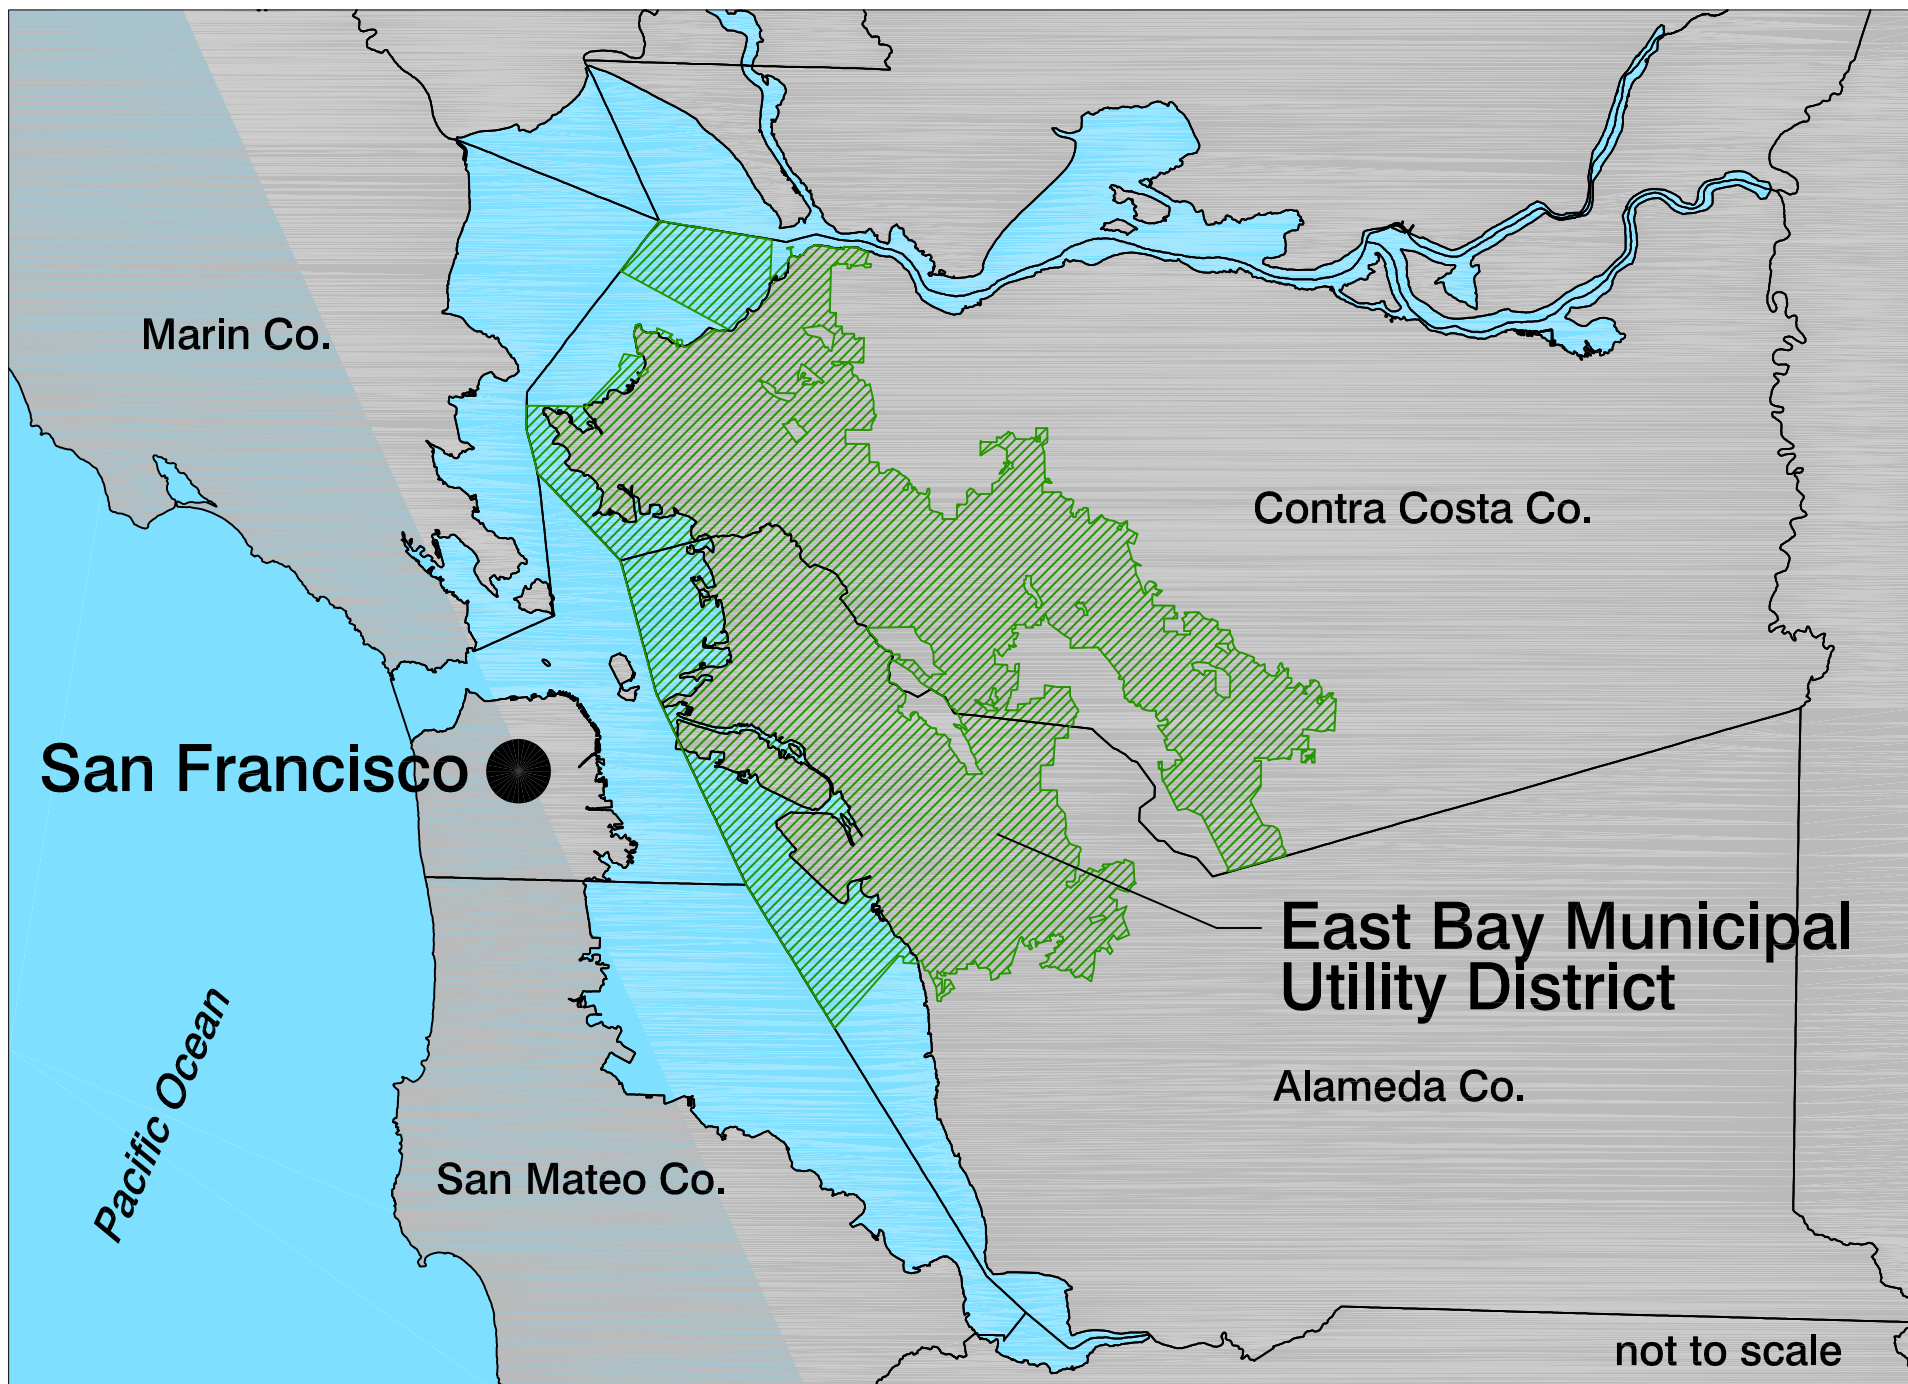 Marin Co.
Contra Costa Co.
San Francisco
East Bay Municipal
Utility District
Pacific Ocean
Alameda Co.
San Mateo Co.
not to scale